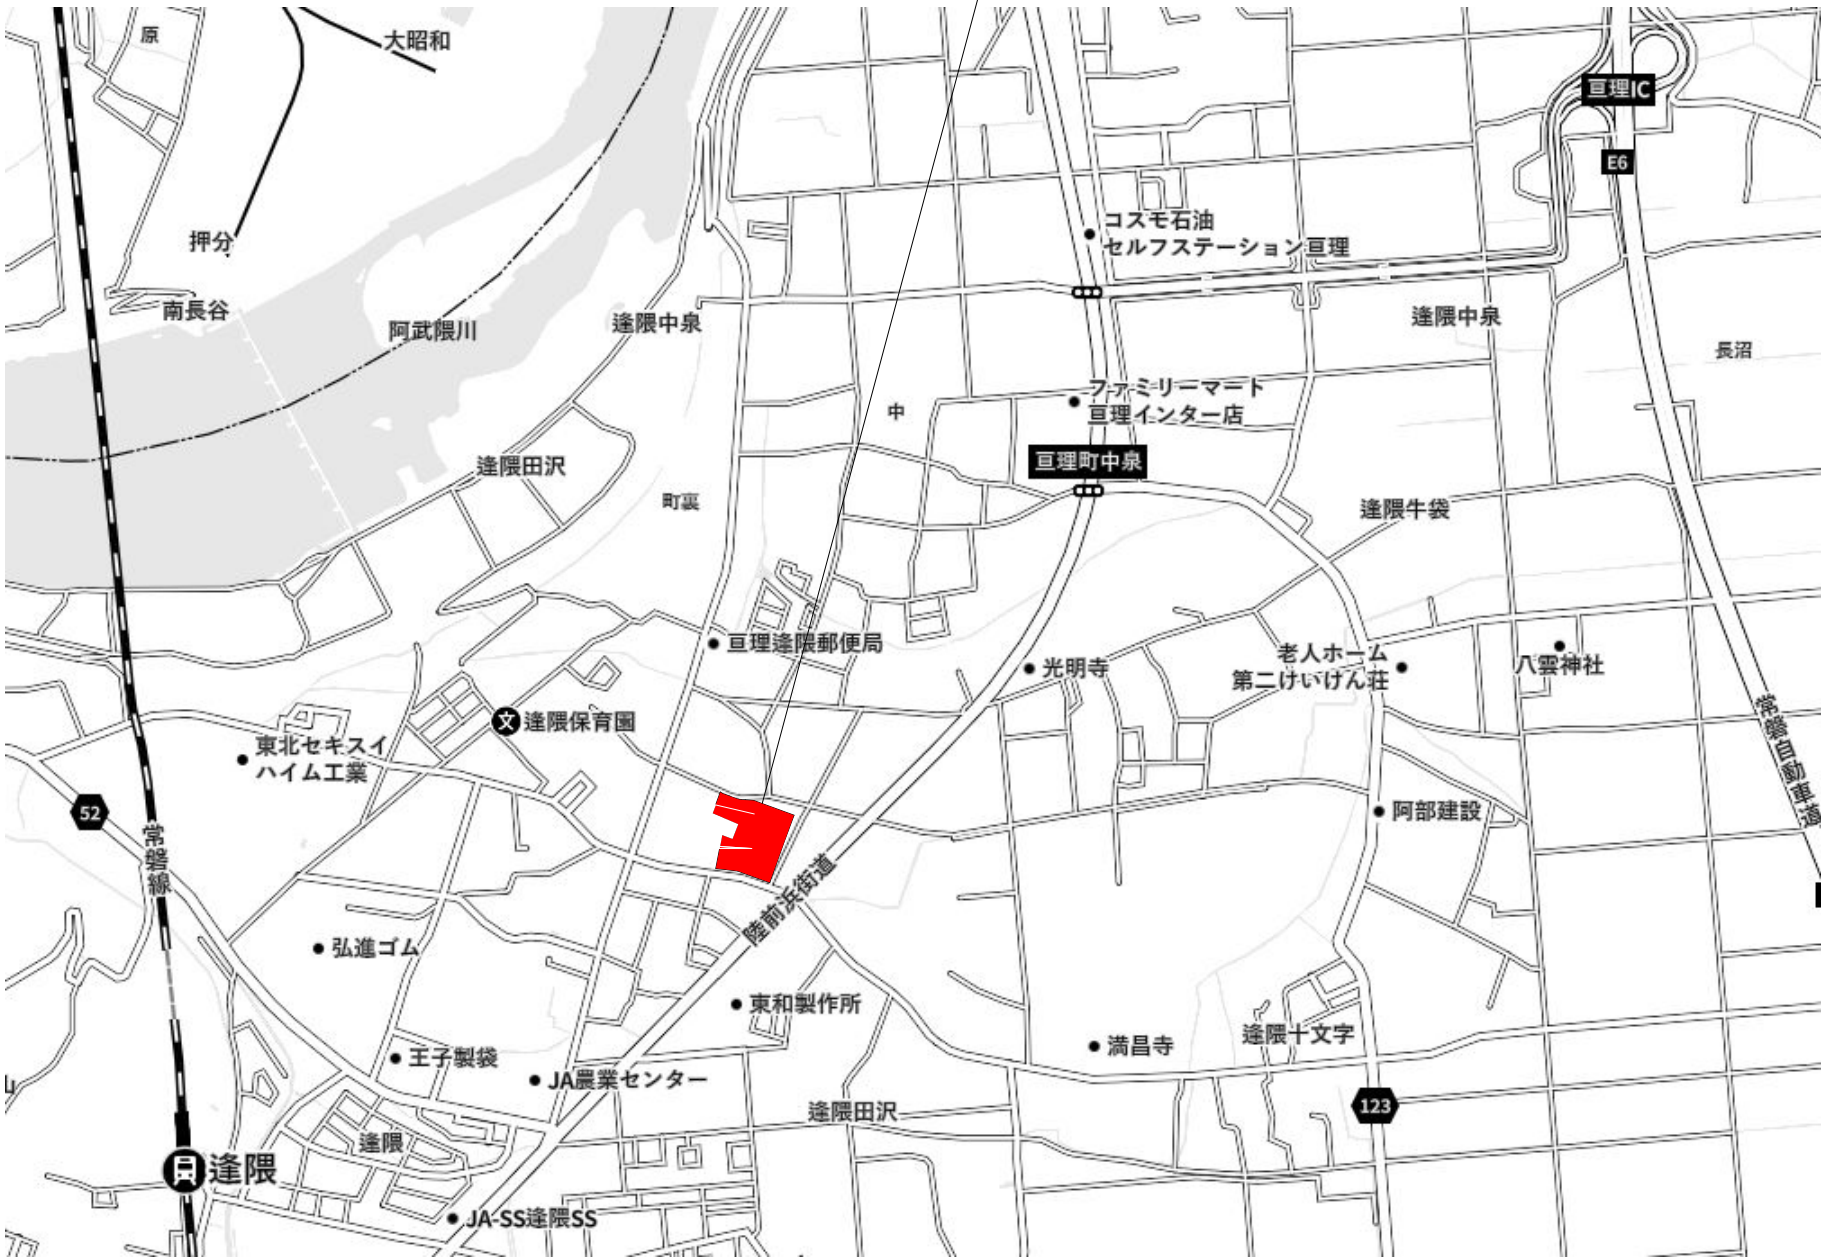 原
大昭和
亘理IC
E6
押分
コスモ石油
セルフステーション亘理
南長谷
阿武隈川
逢隈中泉
逢隈中泉
長沼
ファミリーマート
亘理インター店
中
亘理町中泉
逢隈田沢
町裏
逢隈牛袋
亘理逢隈郵便局
光明寺
老人ホーム
第二けいけん荘
八雲神社
文
逢隈保育園
東北セキスイ
ハイム工業
常磐自動車道
52
阿部建設
常磐線
陸前浜街道
弘進ゴム
東和製作所
逢隈十文字
満昌寺
王子製袋
JA農業センター
山
逢隈田沢
123
逢隈
逢隈
JA-SS逢隈SS